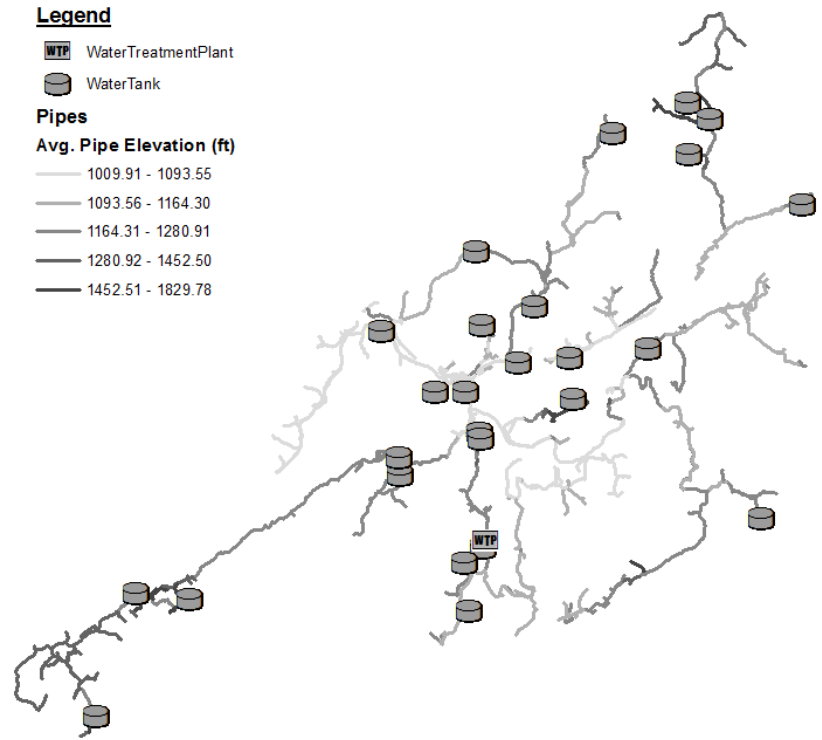 Legend
WTP WaterTreatmentPlant
WaterTank
Pipes
Avg. Pipe Elevation (ft)
1009.91 - 1093.55
1093.56 - 1164.30
1164.31 - 1280.91
1280.92 - 1452.50
1452.51 - 1829.78
WTP